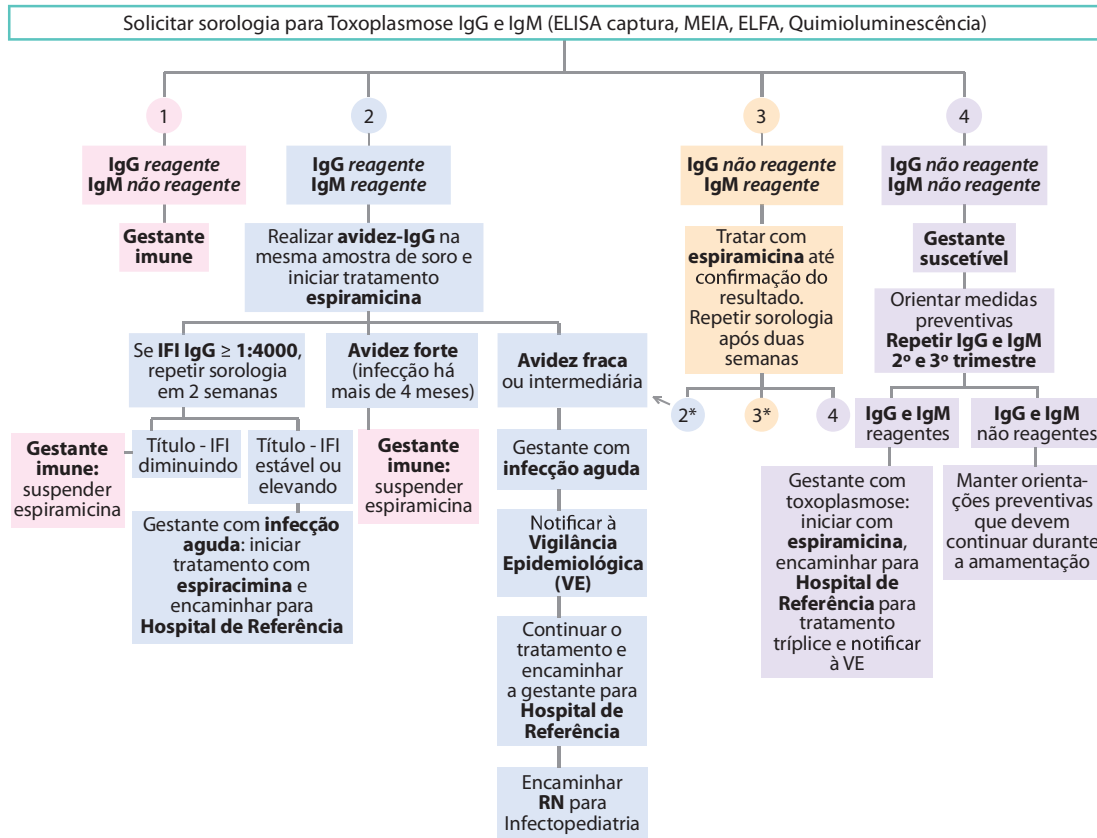 Solicitar sorologia para Toxoplasmose IgG e IgM (ELISA captura, MEIA, ELFA, Quimioluminescência)
1
IgG reagente
IgM não reagente
Gestante
imune
2
IgG reagente
IgM reagente
Realizar avidez-IgG na
mesma amostra de soro e
iniciar tratamento
espiramicina
Se IFI IgG ≥ 1:4000,
repetir sorologia
em 2 semanas
Título - IFI
diminuindo
Gestante
imune:
suspender
espiramicina
Título - IFI
estável ou
elevando
Gestante com infecção
aguda: iniciar
tratamento com
espiracimina e
encaminhar para
Hospital de Referência
Avidez forte
(infecção há
mais de 4 meses)
Gestante
imune:
suspender
espiramicina
Avidez fraca
ou intermediária
Gestante com
infecção aguda
Notificar à
Vigilância
Epidemiológica
(VE)
Continuar o
tratamento e
encaminhar
a gestante para
Hospital de
Referência
Encaminhar
RN para
Infectopediatria
3
IgG não reagente
IgM reagente
Tratar com
espiramicina até
confirmação do
resultado.
Repetir sorologia
após duas
semanas
2*
3*
4
4
IgG não reagente
IgM não reagente
Gestante
suscetível
Orientar medidas
preventivas
Repetir IgG e IgM
2º e 3º trimestre
IgG e IgM
reagentes
Gestante com
toxoplasmose:
iniciar com
espiramicina,
encaminhar para
Hospital de
Referência para
tratamento
tríplice e notificar
à VE
IgG e IgM
não reagentes
Manter orienta-
ções preventivas
que devem
continuar durante
a amamentação